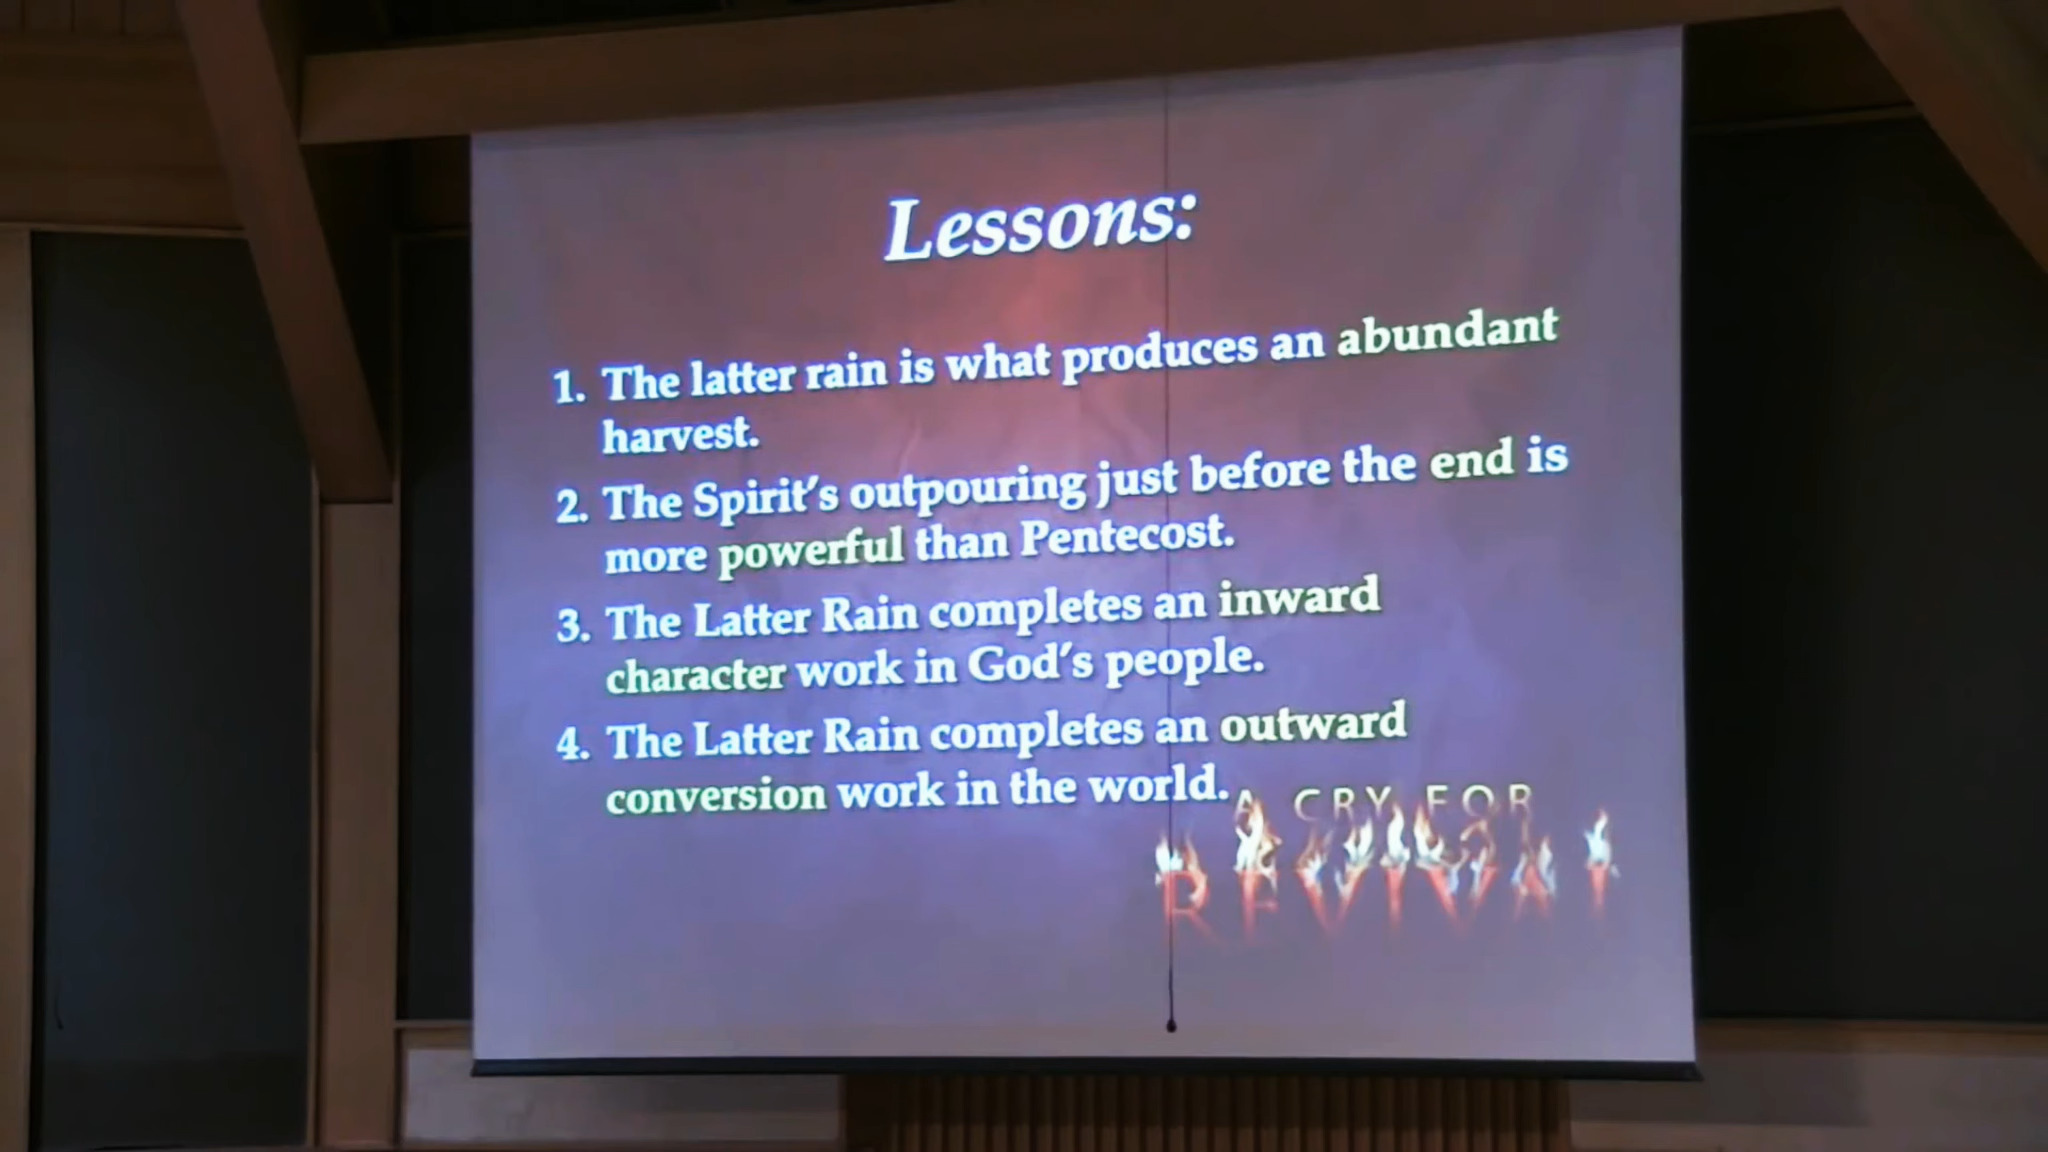 Lessons:
1. The latter rain is what produces an abundant
harvest.
2. The Spirit's outpouring just before the end is
more powerful than Pentecost.
3. The Latter Rain completes an inward
character work in God's people.
4. The Latter Rain completes an outward
conversion work in the world.
A CRY FOR
REVIVAL